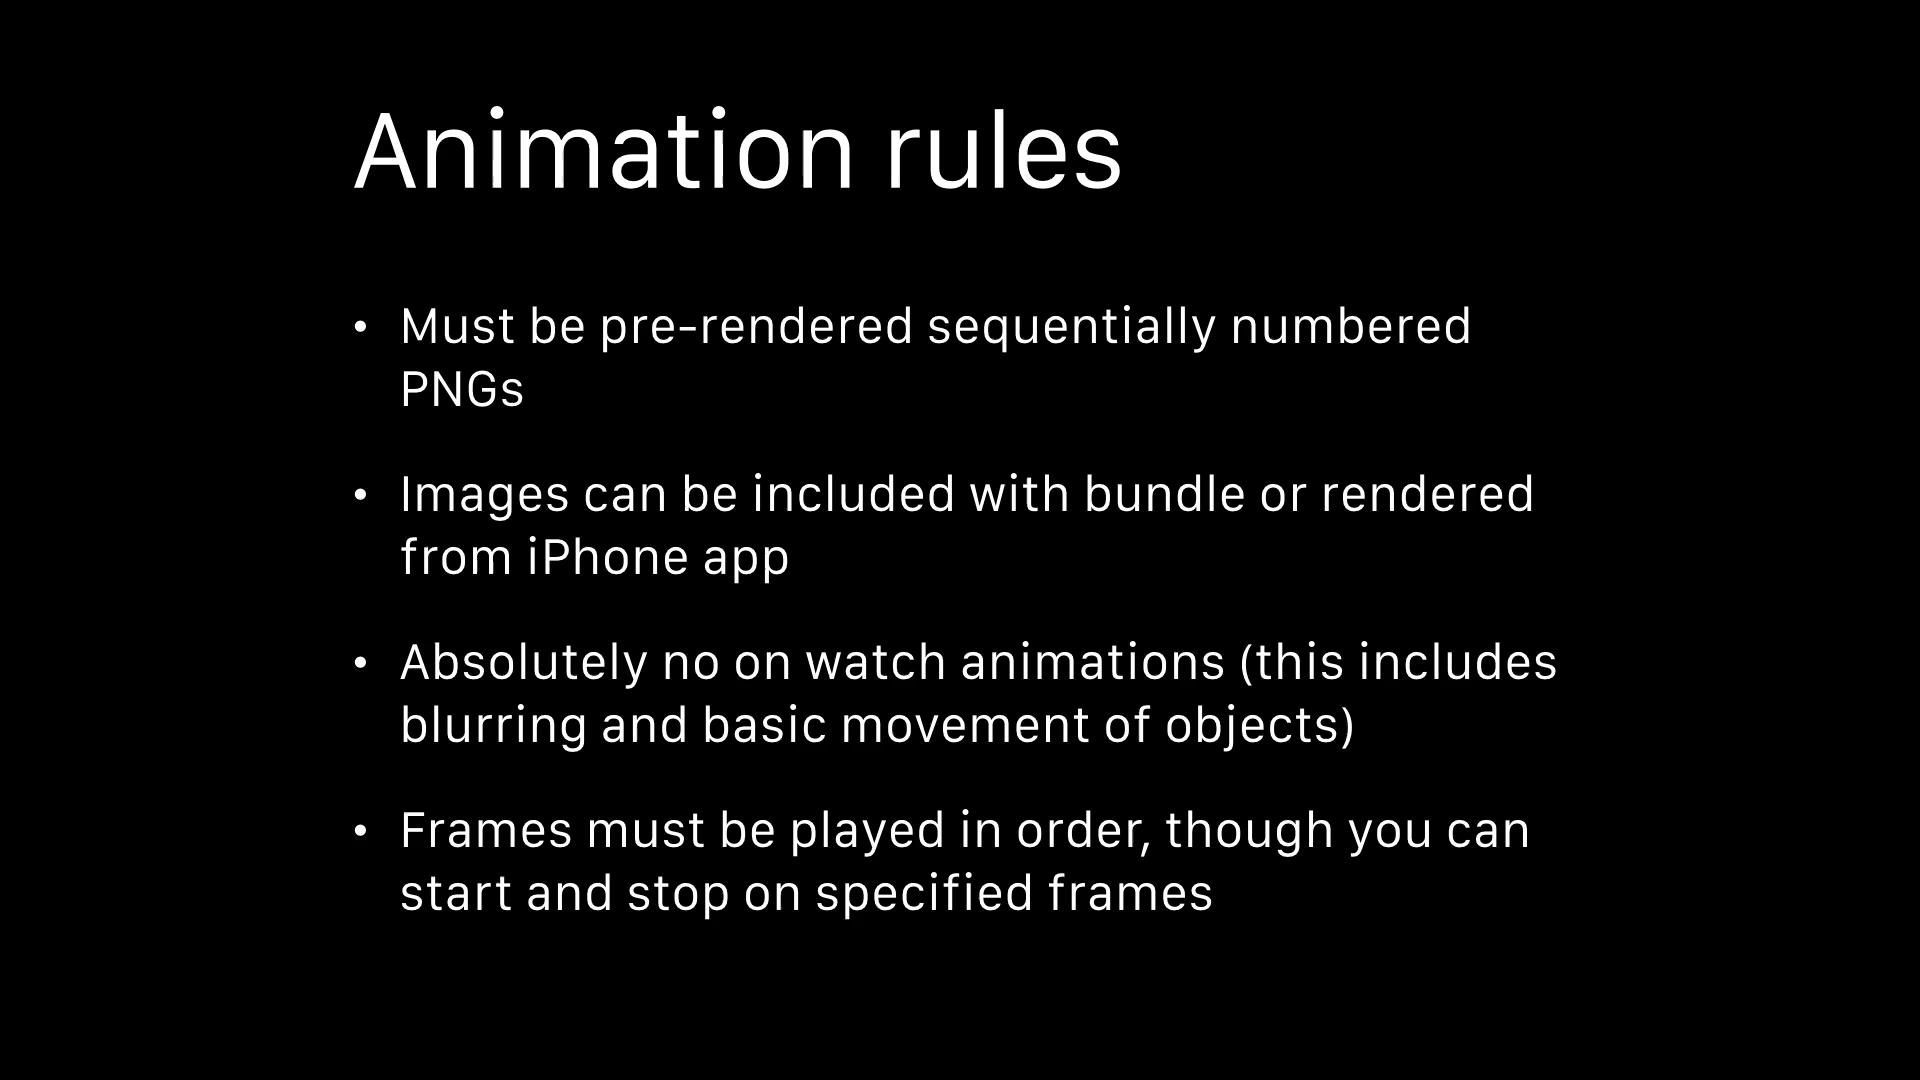 Animation rules
• Must be pre-rendered sequentially numbered
PNGs
• Images can be included with bundle or rendered
from iPhone app
• Absolutely no on watch animations (this includes
blurring and basic movement of objects)
• Frames must be played in order, though you can
start and stop on specified frames